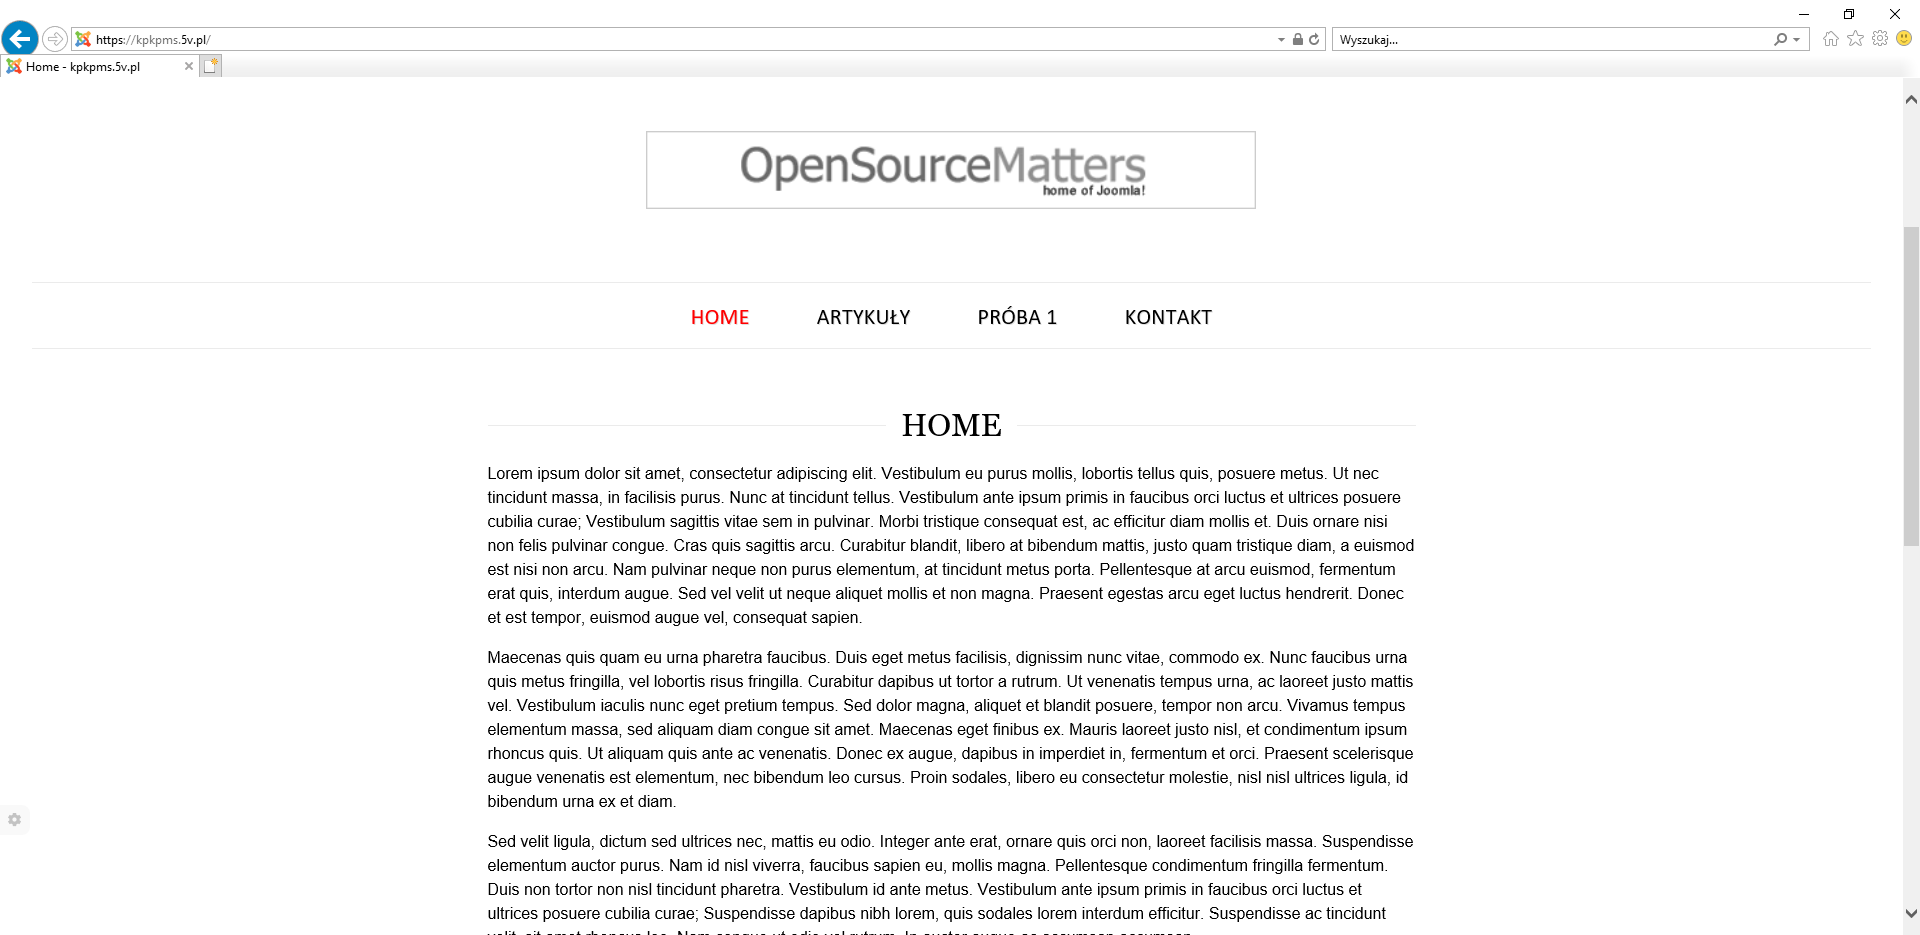 https://kpkpms.5v.pl/
Wyszukaj...
Home - kpkpms.5v.pl
OpenSourceMatters
home of Joomla!
HOME ARTYKUŁY PRÓBA 1 KONTAKT
HOME
Lorem ipsum dolor sit amet, consectetur adipiscing elit. Vestibulum eu purus mollis, lobortis tellus quis, posuere metus. Ut nec
tincidunt massa, in facilisis purus. Nunc at tincidunt tellus. Vestibulum ante ipsum primis in faucibus orci luctus et ultrices posuere
cubilia curae; Vestibulum sagittis vitae sem in pulvinar. Morbi tristique consequat est, ac efficitur diam mollis et. Duis ornare nisi
non felis pulvinar congue. Cras quis sagittis arcu. Curabitur blandit, libero at bibendum mattis, justo quam tristique diam, a euismod
est nisi non arcu. Nam pulvinar neque non purus elementum, at tincidunt metus porta. Pellentesque at arcu euismod, fermentum
erat quis, interdum augue. Sed vel velit ut neque aliquet mollis et non magna. Praesent egestas arcu eget luctus hendrerit. Donec
et est tempor, euismod augue vel, consequat sapien.
Maecenas quis quam eu urna pharetra faucibus. Duis eget metus facilisis, dignissim nunc vitae, commodo ex. Nunc faucibus urna
quis metus fringilla, vel lobortis risus fringilla. Curabitur dapibus ut tortor a rutrum. Ut venenatis tempus urna, ac laoreet justo mattis
vel. Vestibulum iaculis nunc eget pretium tempus. Sed dolor magna, aliquet et blandit posuere, tempor non arcu. Vivamus tempus
elementum massa, sed aliquam diam congue sit amet. Maecenas eget finibus ex. Mauris laoreet justo nisl, et condimentum ipsum
rhoncus quis. Ut aliquam quis ante ac venenatis. Donec ex augue, dapibus in imperdiet in, fermentum et orci. Praesent scelerisque
augue venenatis est elementum, nec bibendum leo cursus. Proin sodales, libero eu consectetur molestie, nisl nisl ultrices ligula, id
bibendum urna ex et diam.
Sed velit ligula, dictum sed ultrices nec, mattis eu odio. Integer ante erat, ornare quis orci non, laoreet facilisis massa. Suspendisse
elementum auctor purus. Nam id nisl viverra, faucibus sapien eu, mollis magna. Pellentesque condimentum fringilla fermentum.
Duis non tortor non nisl tincidunt pharetra. Vestibulum id ante metus. Vestibulum ante ipsum primis in faucibus orci luctus et
ultrices posuere cubilia curae; Suspendisse dapibus nibh lorem, quis sodales lorem interdum efficitur. Suspendisse ac tincidunt